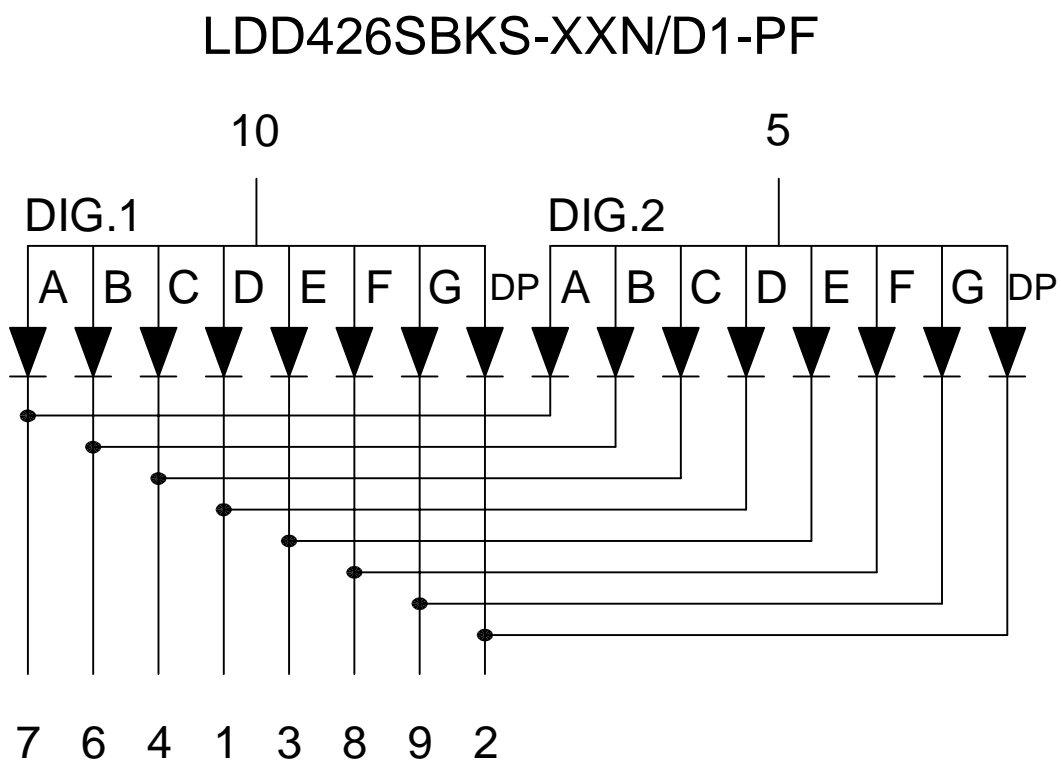 LDD426SBKS-XXN/D1-PF
10 5
DIG.1 DIG.2
A B C D E F G DP A B C D E F G DP
7 6 4 1 3 8 9 2